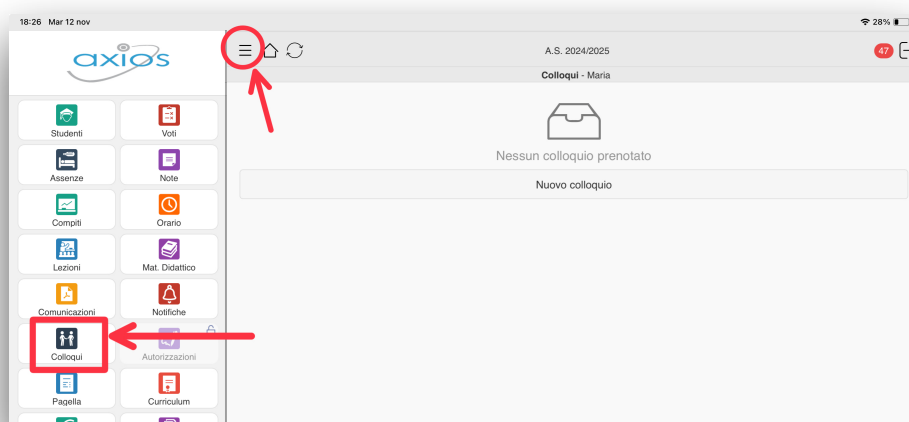 18:26 Mar 12 nov
28%
axios
A.S. 2024/2025
47
Colloqui - Maria
Studenti
Voti
Assenze
Note
Compiti
Orario
Lezioni
Mat. Didattico
Comunicazioni
Notifiche
Colloqui
Autorizzazioni
Pagella
Curriculum
Nessun colloquio prenotato
Nuovo colloquio